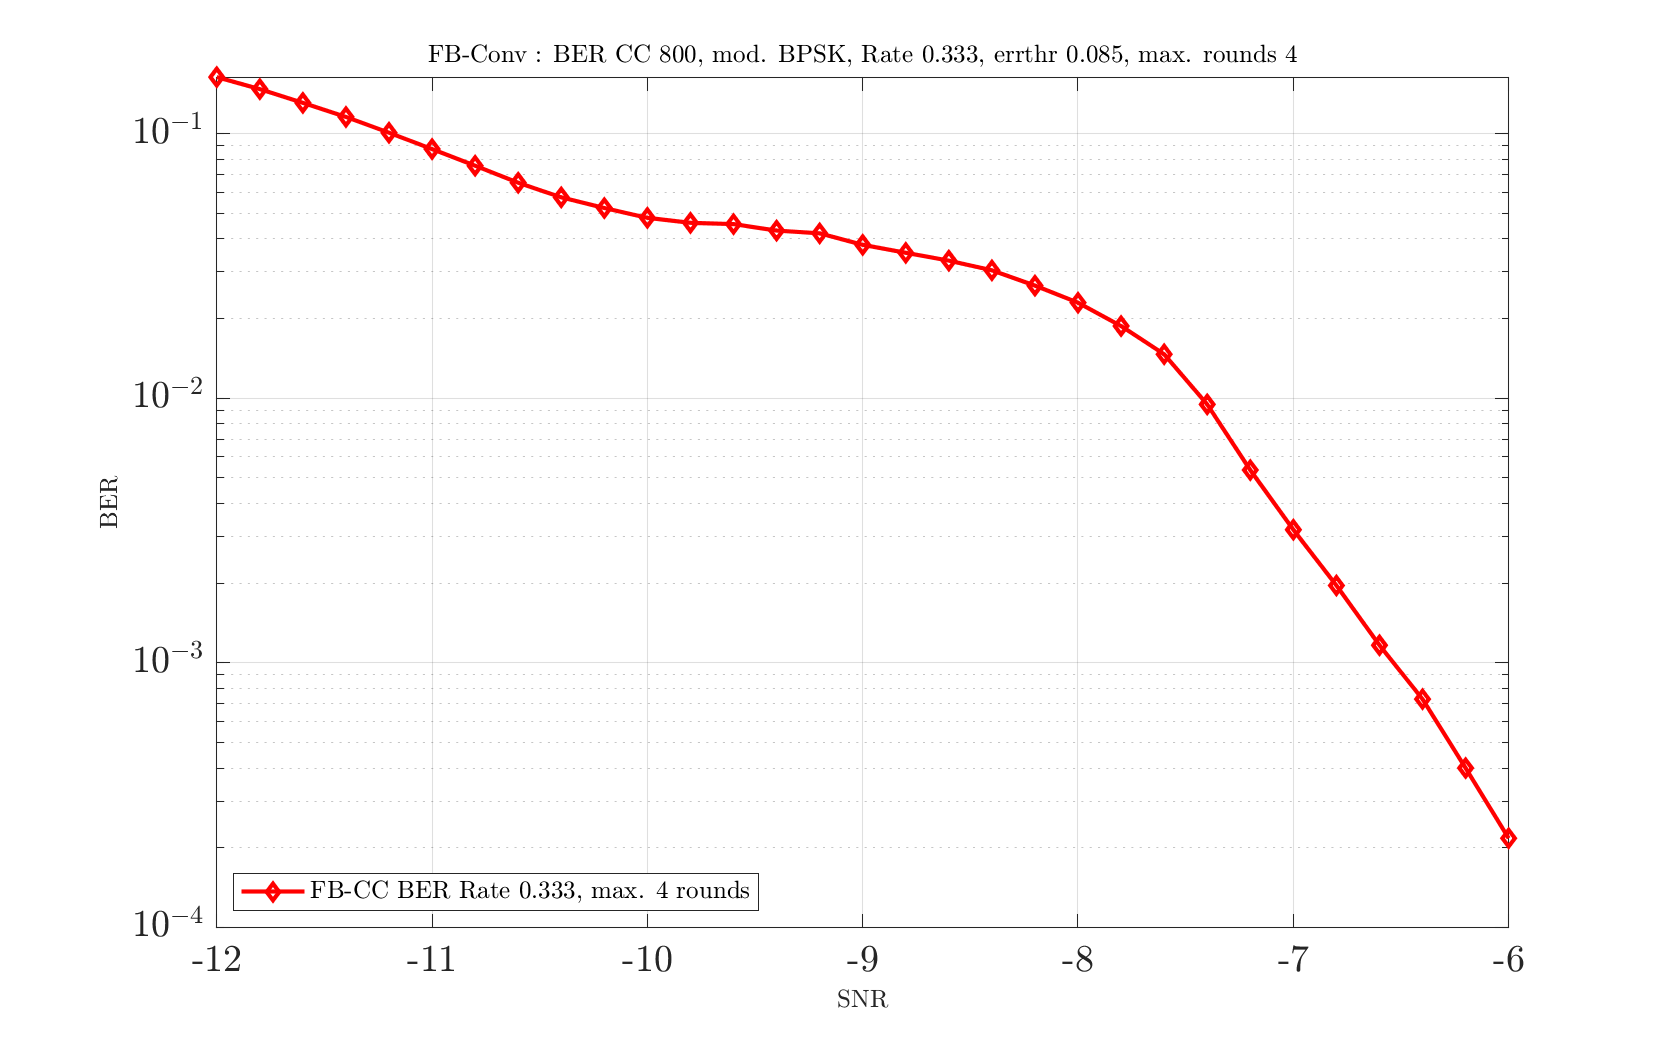 FB-Conv : BER CC 800, mod. BPSK, Rate 0.333, errthr 0.085, max. rounds 4
10⁻¹
10⁻²
10⁻³
10⁻⁴
BER
FB-CC BER Rate 0.333, max. 4 rounds
-12 -11 -10 -9 -8 -7 -6
SNR